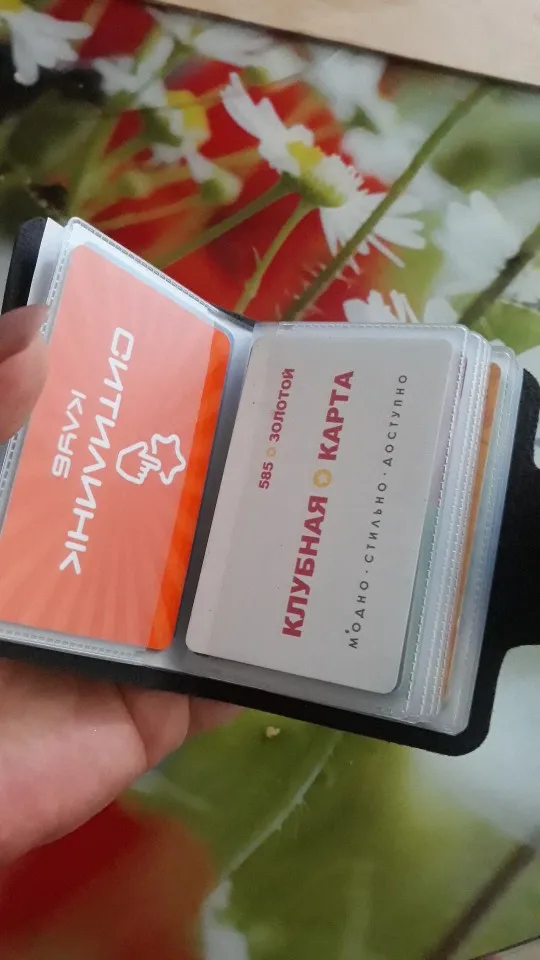 СИТИЛИНК
КЛУБ
585 ЗОЛОТОЙ
КЛУБНАЯ КАРТА
МОДНО · СТИЛЬНО · ДОСТУПНО